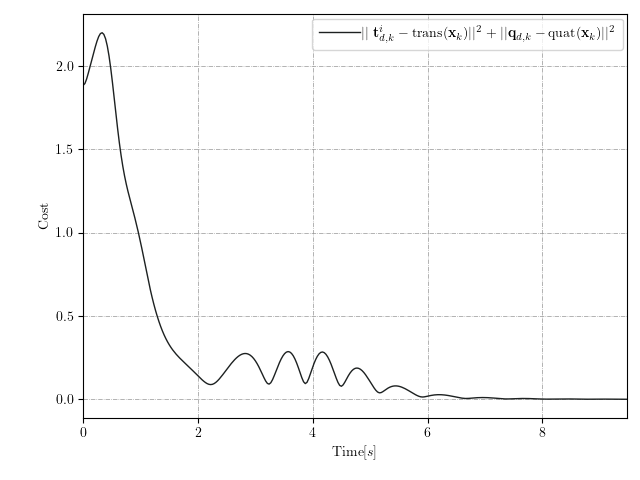 || t^i_{d,k} − trans(x_k)||² + ||q_{d,k} − quat(x_k)||²
2.0
1.5
Cost
1.0
0.5
0.0
0 2 4 6 8
Time[s]